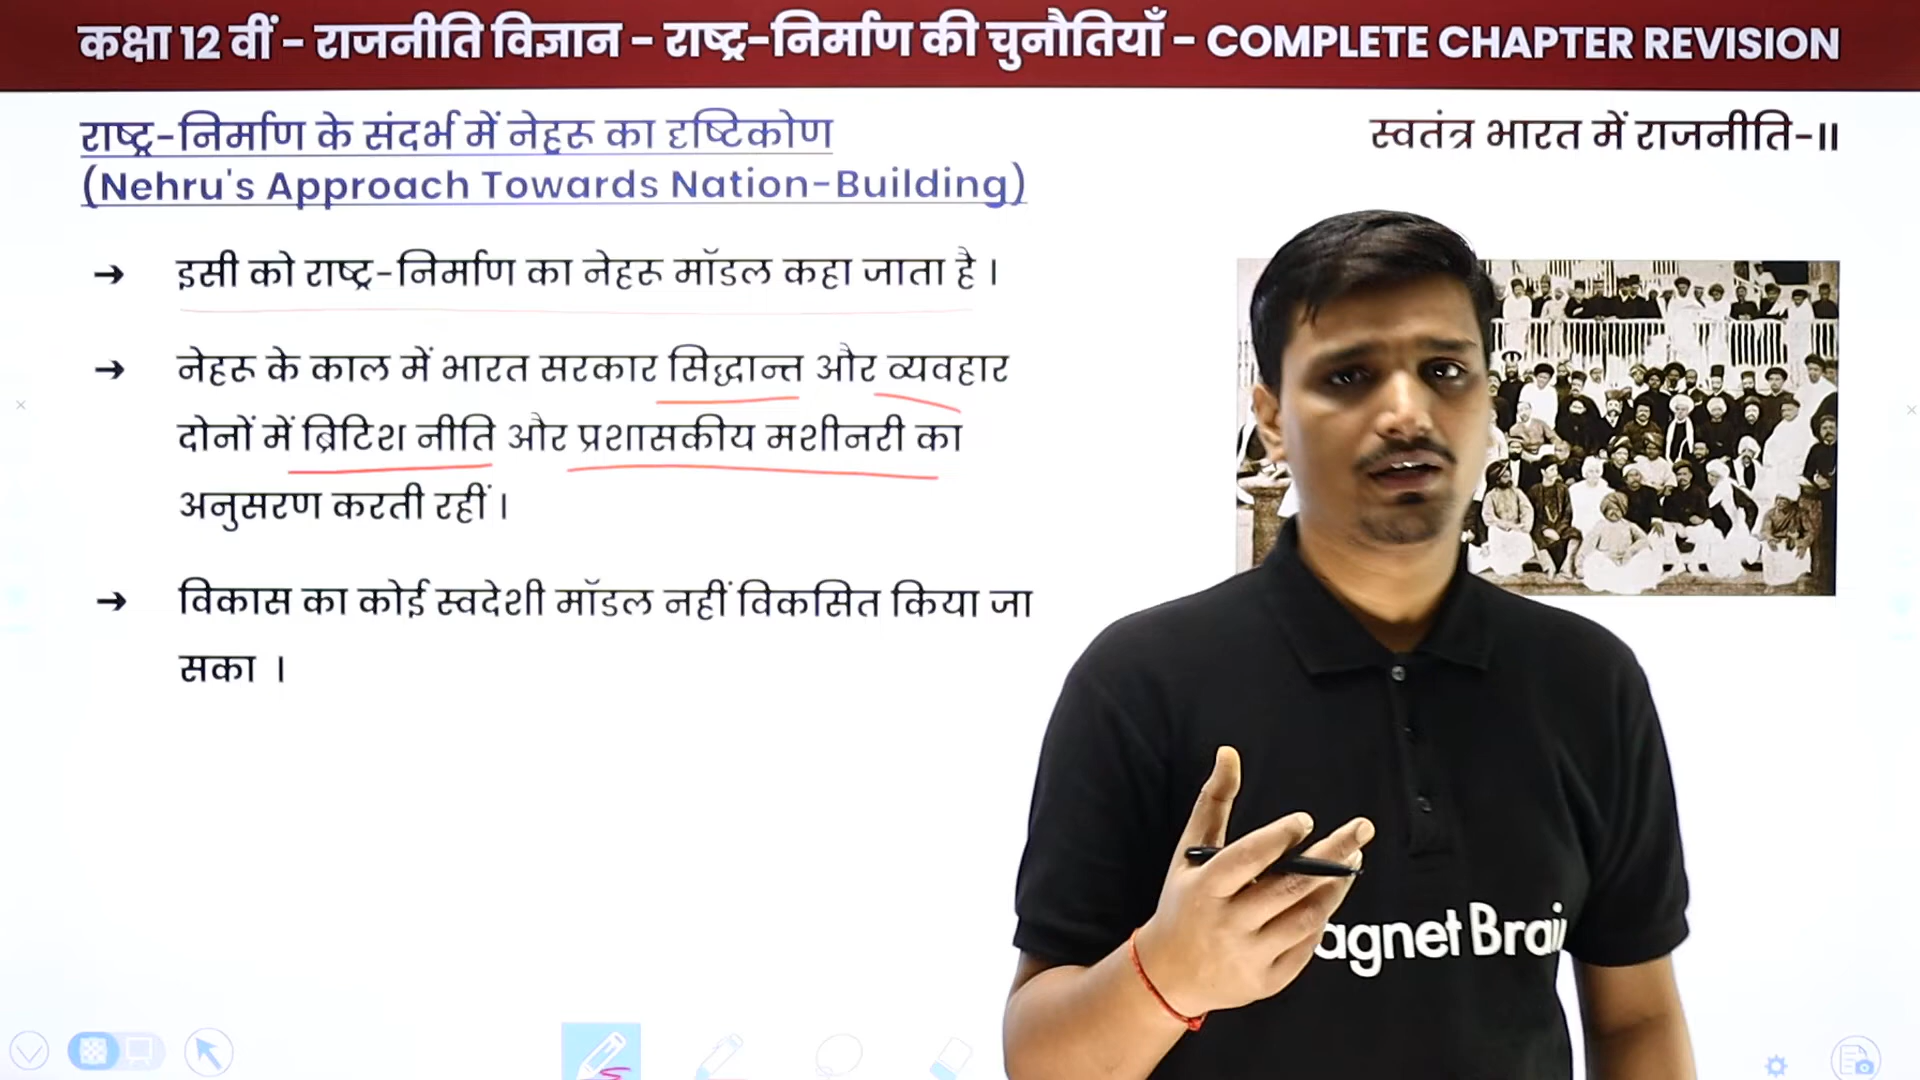 कक्षा 12 वीं - राजनीति विज्ञान - राष्ट्र-निर्माण की चुनौतियाँ - COMPLETE CHAPTER REVISION
राष्ट्र-निर्माण के संदर्भ में नेहरू का दृष्टिकोण
(Nehru's Approach Towards Nation-Building)
स्वतंत्र भारत में राजनीति-II
➔ इसी को राष्ट्र-निर्माण का नेहरू मॉडल कहा जाता है ।
➔ नेहरू के काल में भारत सरकार सिद्धान्त और व्यवहार
दोनों में ब्रिटिश नीति और प्रशासकीय मशीनरी का
अनुसरण करती रहीं ।
➔ विकास का कोई स्वदेशी मॉडल नहीं विकसित किया जा
सका ।
agnet Brai